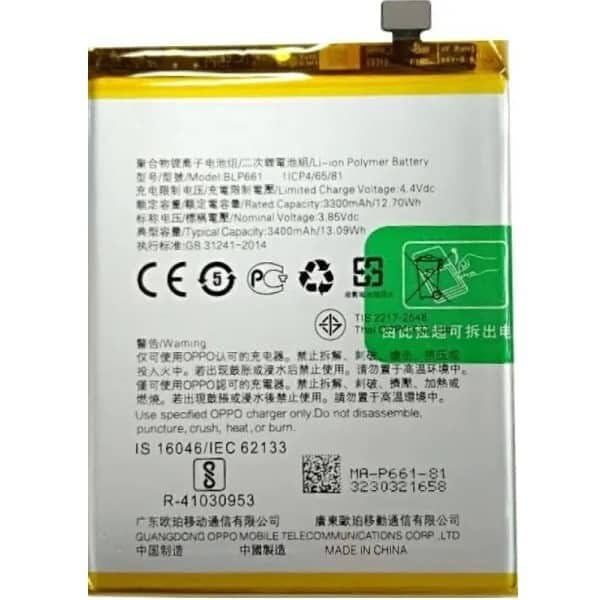 聚合物锂离子电池组/二次鋰電池組/Li-ion Polymer Battery
型号/型號/Model: BLP661 1ICP4/65/81
充电限制电压/充電限制電壓/Limited Charge Voltage: 4.4Vdc
额定容量/額定容量/Rated Capacity: 3300mAh/12.70Wh
标称电压/標稱電壓/Nominal Voltage: 3.85Vdc
典型容量/Typical Capacity: 3400mAh/13.09Wh
执行标准:GB 31241-2014
CE 5 PG
TIS 2217-2548
由此拉起可拆出电
警告/Warning
仅可使用OPPO认可的充电器。禁止拆解、刺破、
投入火中。若出现鼓胀或浸水后禁止使用。请勿置于高温环境中。
僅可使用OPPO認可的充電器。禁止拆解、刺破、擠壓、加熱或
燃燒。若出現鼓脹或浸水後禁止使用。請勿置於高溫環境中。
Use specified OPPO charger only. Do not disassemble,
puncture, crush, heat, or burn.
IS 16046/IEC 62133
R-41030953
MA-P661-81
3230321658
广东欧珀移动通信有限公司 廣東歐珀移動通信有限公司
GUANGDONG OPPO MOBILE TELECOMMUNICATIONS CORP., LTD
中国制造 中國製造 MADE IN CHINA